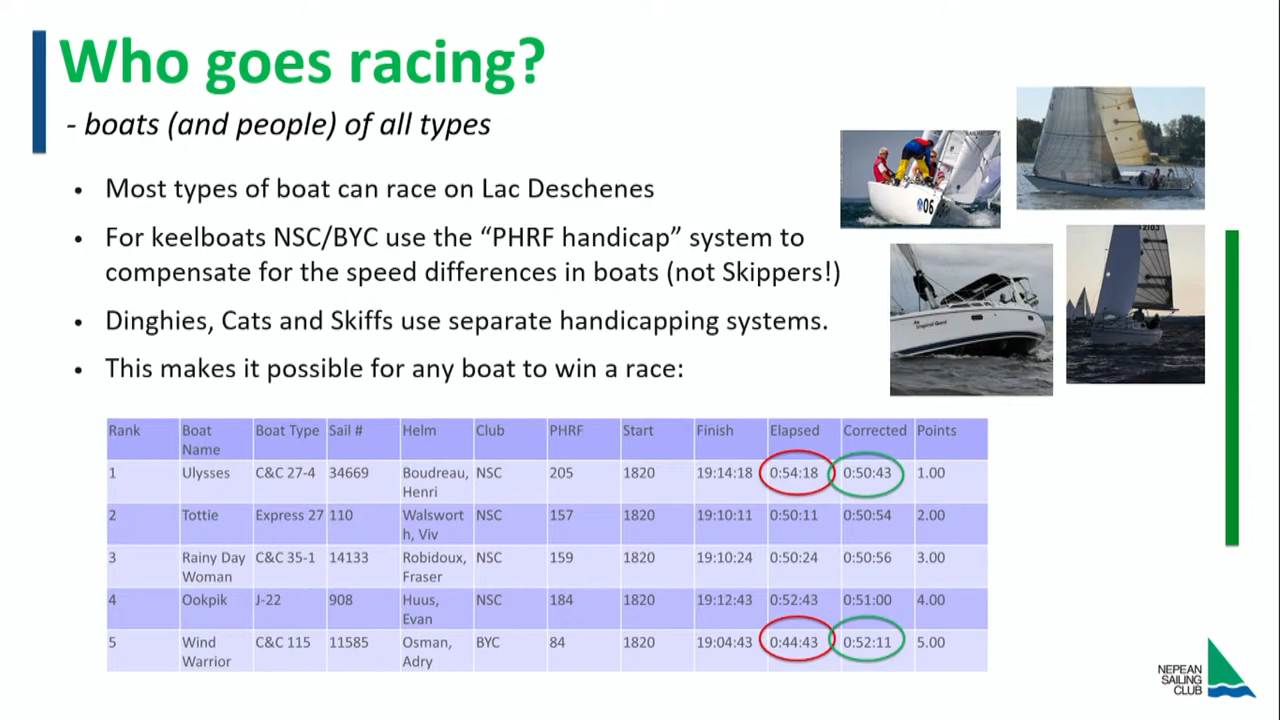 Who goes racing?
- boats (and people) of all types
• Most types of boat can race on Lac Deschenes
• For keelboats NSC/BYC use the “PHRF handicap” system to
compensate for the speed differences in boats (not Skippers!)
• Dinghies, Cats and Skiffs use separate handicapping systems.
• This makes it possible for any boat to win a race:
06
Rank Boat Name Boat Type Sail # Helm Club PHRF Start Finish Elapsed Corrected Points
1 Ulysses C&C 27-4 34669 Boudreau, Henri NSC 205 1820 19:14:18 0:54:18 0:50:43 1.00
2 Tottie Express 27 110 Walsworth, Viv NSC 157 1820 19:10:11 0:50:11 0:50:54 2.00
3 Rainy Day Woman C&C 35-1 14133 Robidoux, Fraser NSC 159 1820 19:10:24 0:50:24 0:50:56 3.00
4 Ookpik J-22 908 Huus, Evan NSC 184 1820 19:12:43 0:52:43 0:51:00 4.00
5 Wind Warrior C&C 115 11585 Osman, Adry BYC 84 1820 19:04:43 0:44:43 0:52:11 5.00
NEPEAN
SAILING
CLUB